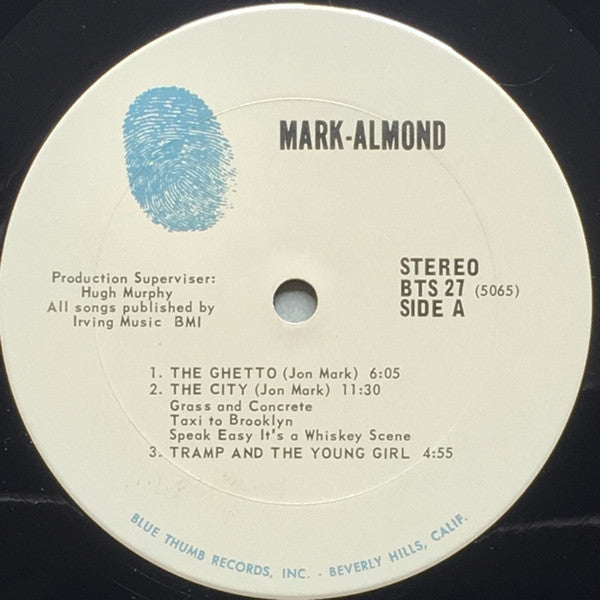 MARK-ALMOND
Production Superviser:
Hugh Murphy
All songs published by
Irving Music BMI
STEREO
BTS 27 (5065)
SIDE A
1. THE GHETTO (Jon Mark) 6:05
2. THE CITY (Jon Mark) 11:30
Grass and Concrete
Taxi to Brooklyn
Speak Easy It's a Whiskey Scene
3. TRAMP AND THE YOUNG GIRL 4:55
BLUE THUMB RECORDS, INC. - BEVERLY HILLS, CALIF.